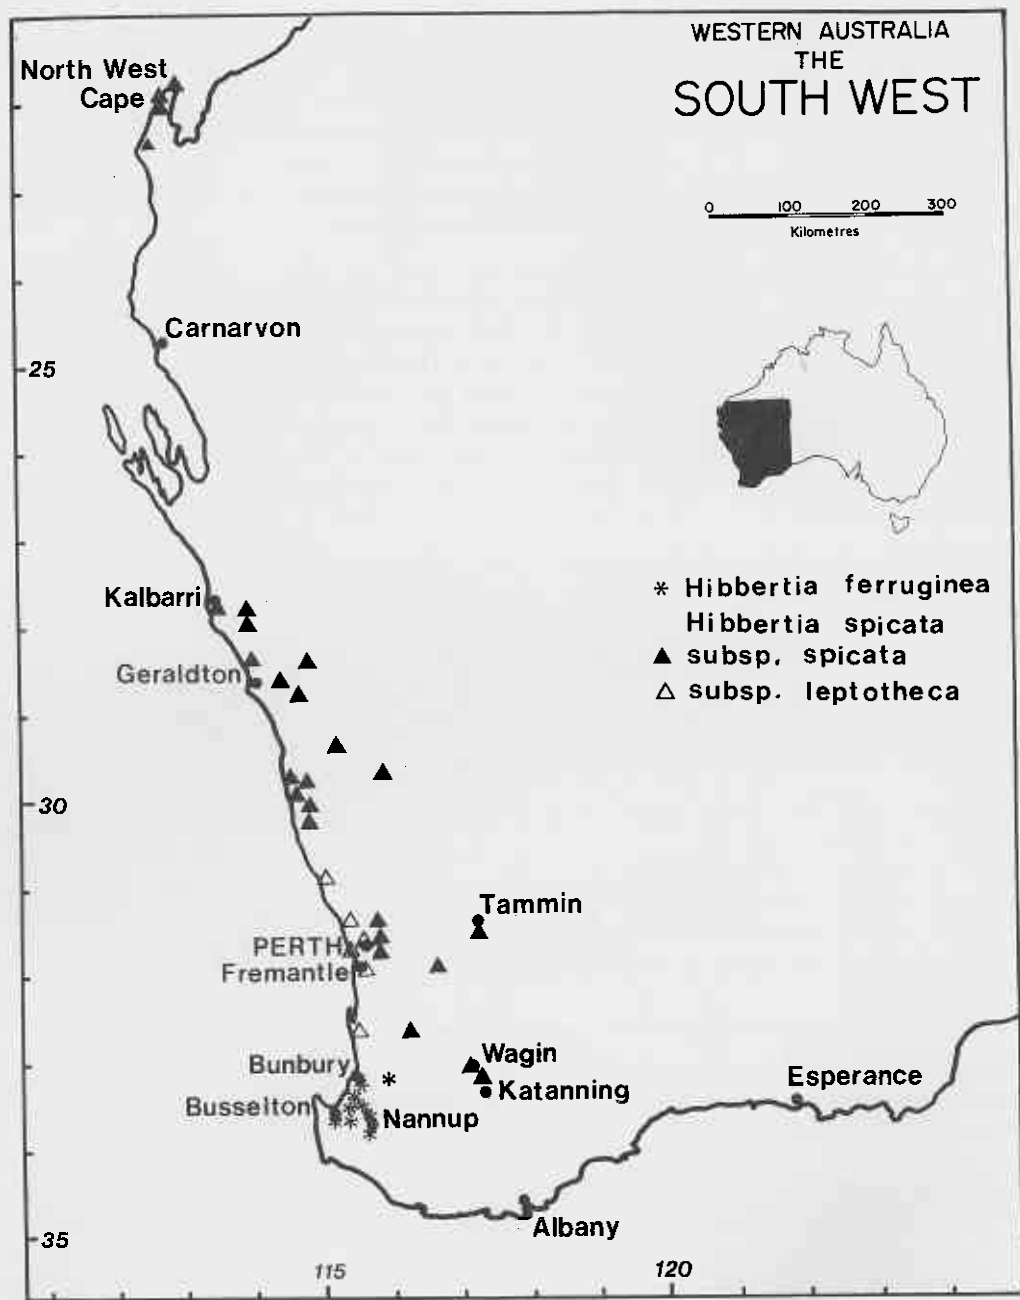 WESTERN AUSTRALIA
THE
SOUTH WEST
0 100 200 300
Kilometres
North West
Cape
Carnarvon
25
Kalbarri
Geraldton
* Hibbertia ferruginea
Hibbertia spicata
▲ subsp. spicata
△ subsp. leptotheca
30
Tammin
PERTH
Fremantle
Wagin
Bunbury
Katanning
Esperance
Busselton
Nannup
Albany
35
115
120